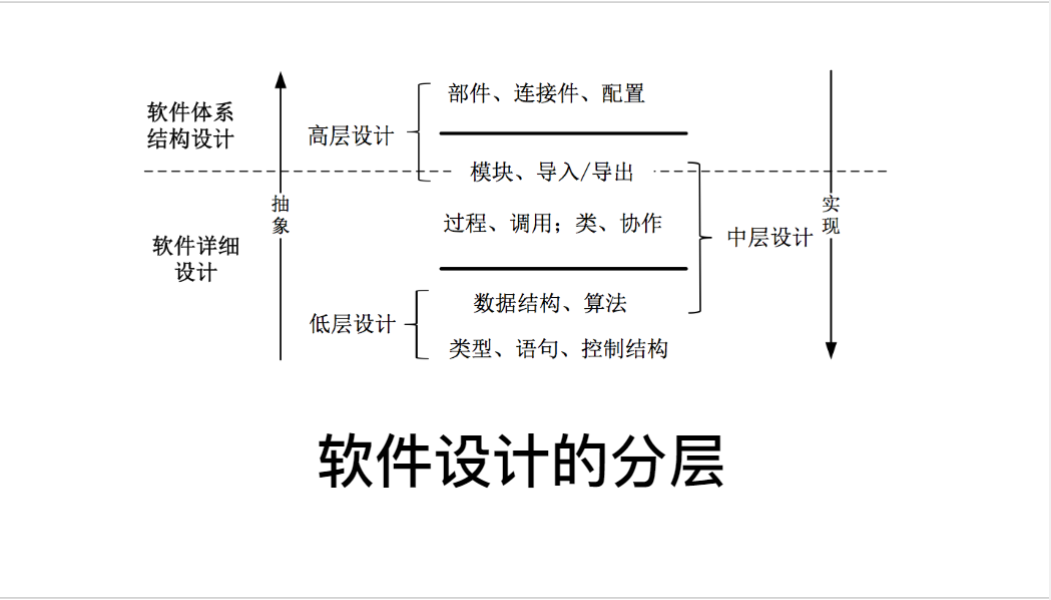 部件、连接件、配置
软件体系
结构设计
高层设计
模块、导入/导出
抽
象
实
现
过程、调用；类、协作
中层设计
软件详细
设计
数据结构、算法
低层设计
类型、语句、控制结构
软件设计的分层